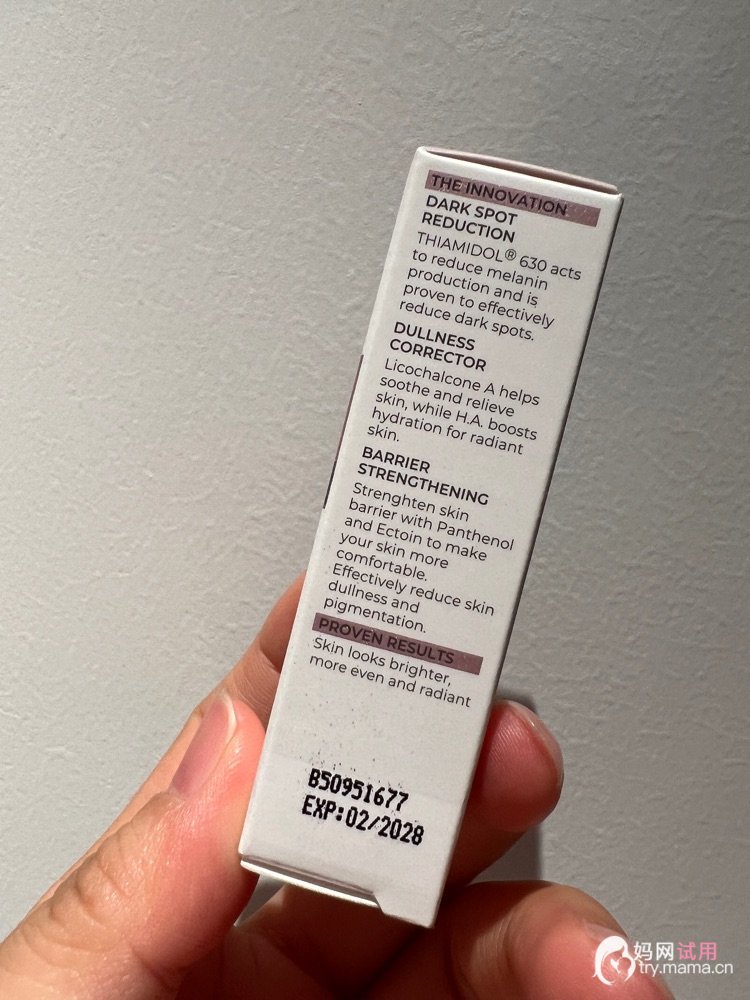 THE INNOVATION
DARK SPOT
REDUCTION
THIAMIDOL® 630 acts
to reduce melanin
production and is
proven to effectively
reduce dark spots.
DULLNESS
CORRECTOR
Licochalcone A helps
soothe and relieve
skin, while H.A. boosts
hydration for radiant
skin.
BARRIER
STRENGTHENING
Strenghten skin
barrier with Panthenol
and Ectoin to make
your skin more
comfortable.
Effectively reduce skin
dullness and
pigmentation.
PROVEN RESULTS
Skin looks brighter,
more even and radiant
B50951677
EXP:02/2028
妈网试用
try.mama.cn